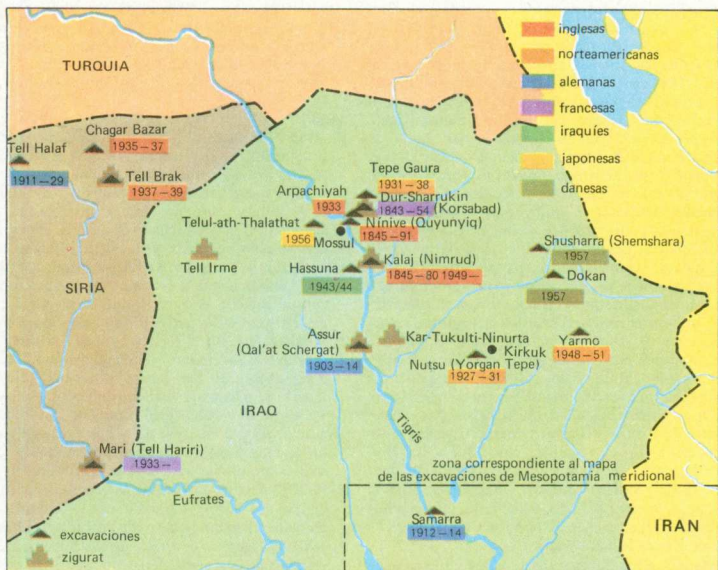 inglesas
norteamericanas
alemanas
francesas
iraquíes
japonesas
danesas
TURQUIA
Chagar Bazar
1935–37
Tell Halaf
1911–29
Tell Brak
1937–39
Tepe Gaura
1931–38
Arpachiyah
1933
Dur-Sharrukin
1843–54 (Korsabad)
Telul-ath-Thalathat
1956
Mossul
Nínive (Quyunyiq)
1845–91
Tell Irme
Hassuna
1943/44
Kalaj (Nimrud)
1845–80 1949–
Shusharra (Shemshara)
1957
Dokan
1957
SIRIA
Assur
(Qal'at Schergat)
1903–14
Kar-Tukulti-Ninurta
Kirkuk
Nutsu (Yorgan Tepe)
1927–31
Yarmo
1948–51
IRAQ
Tigris
Mari (Tell Hariri)
1933--
Eufrates
zona correspondiente al mapa
de las excavaciones de Mesopotamia meridional
Samarra
1912–14
IRAN
excavaciones
zigurat